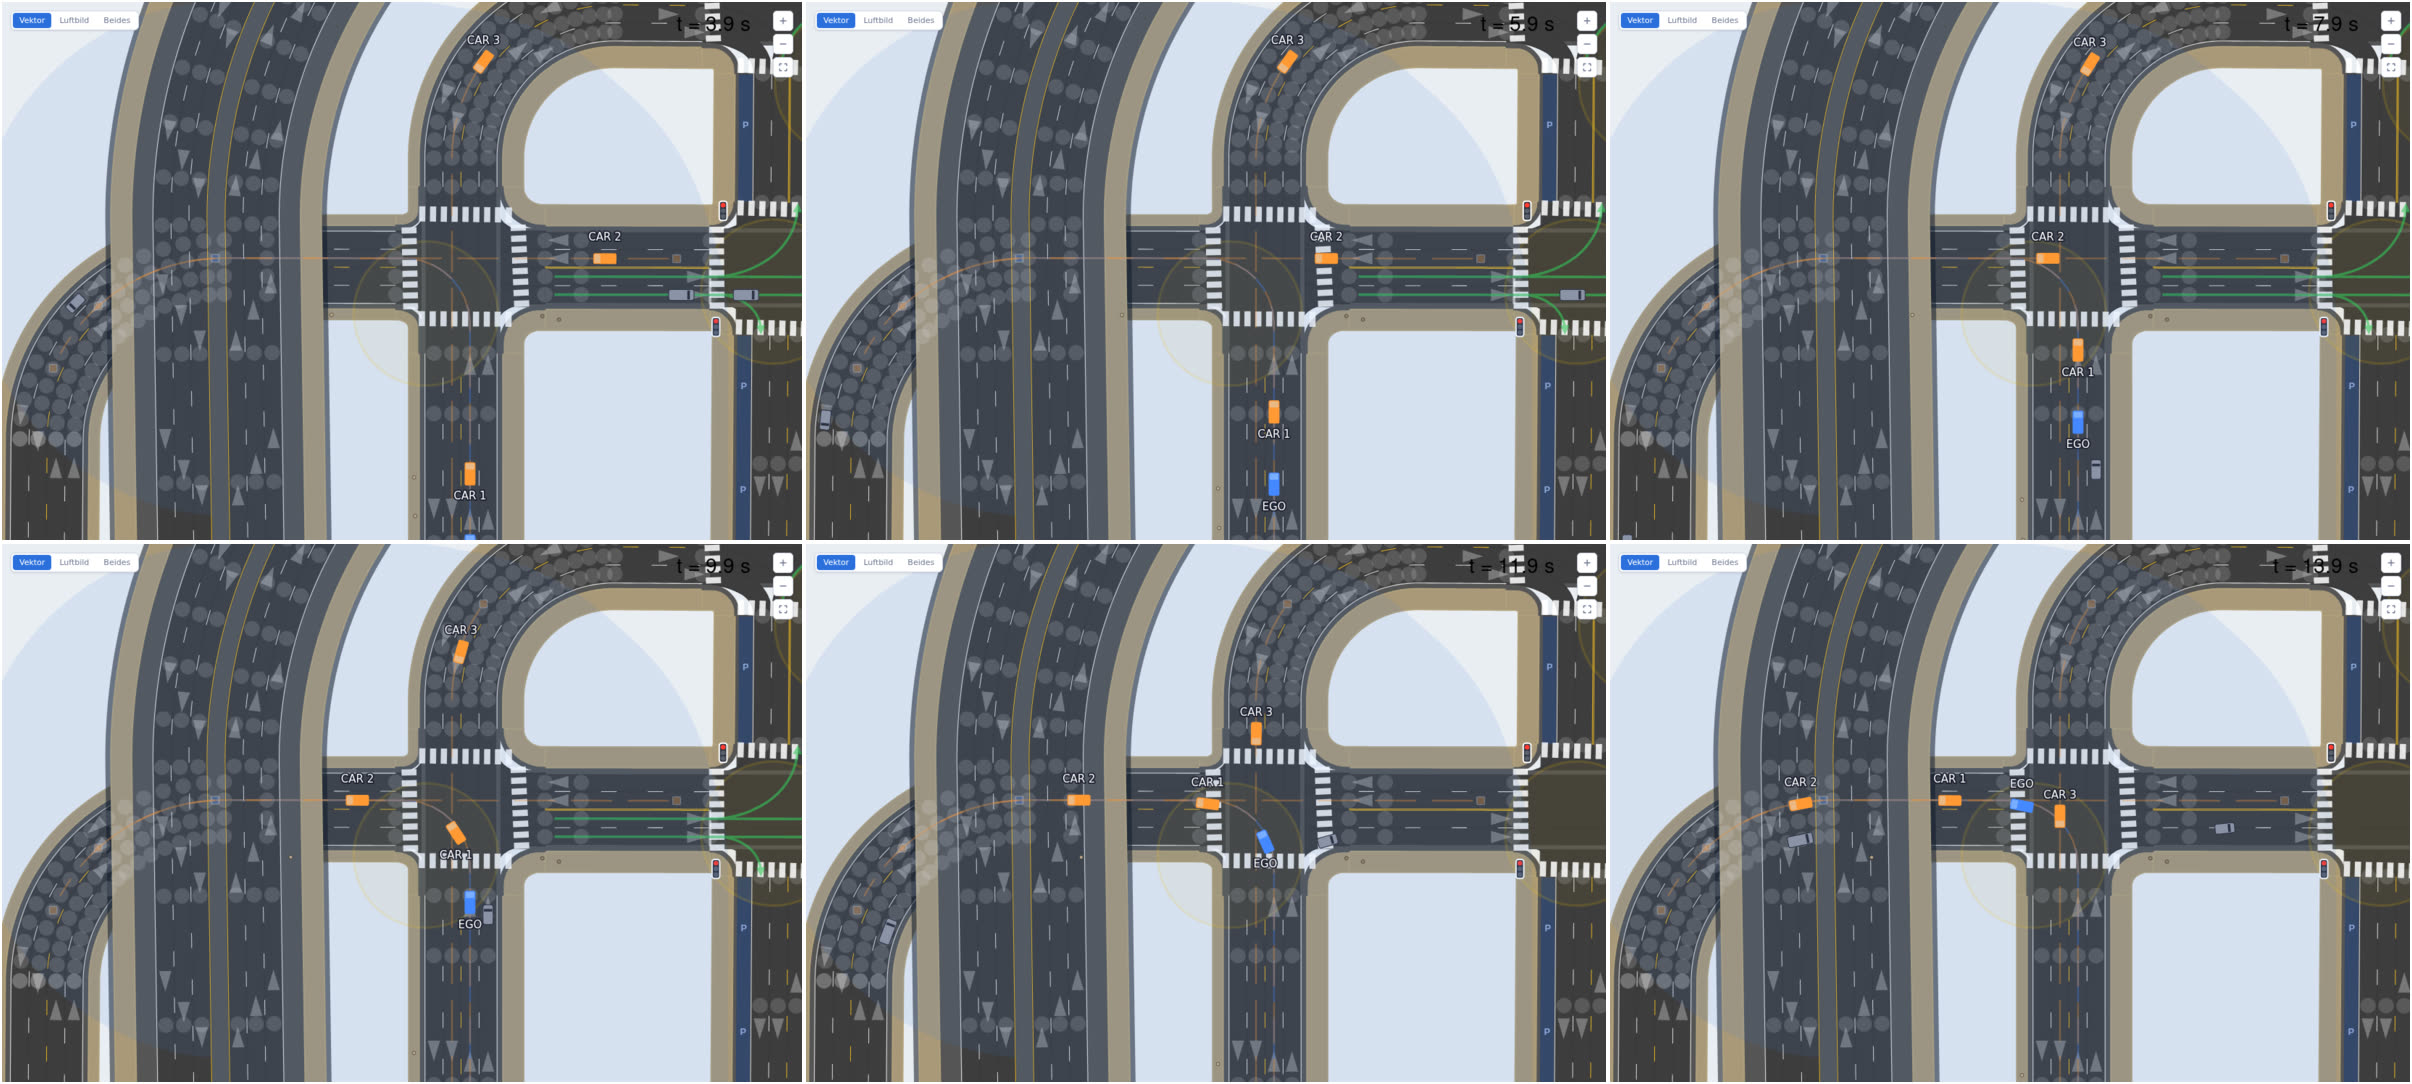 Vektor Luftbild Beides
t = 3.9 s
+
−
CAR 3
P
CAR 2
P
CAR 1
P
Vektor Luftbild Beides
t = 5.9 s
+
−
CAR 3
P
CAR 2
P
CAR 1
P
EGO
Vektor Luftbild Beides
t = 7.9 s
+
−
CAR 3
P
CAR 2
CAR 1
P
EGO
P
Vektor Luftbild Beides
t = 9.9 s
+
−
CAR 3
P
CAR 2
CAR 1
EGO
P
P
Vektor Luftbild Beides
t = 11.9 s
+
−
P
CAR 3
CAR 2 CAR 1
EGO
P
P
Vektor Luftbild Beides
t = 13.9 s
+
−
P
CAR 2 CAR 1 EGO
CAR 3
P
P